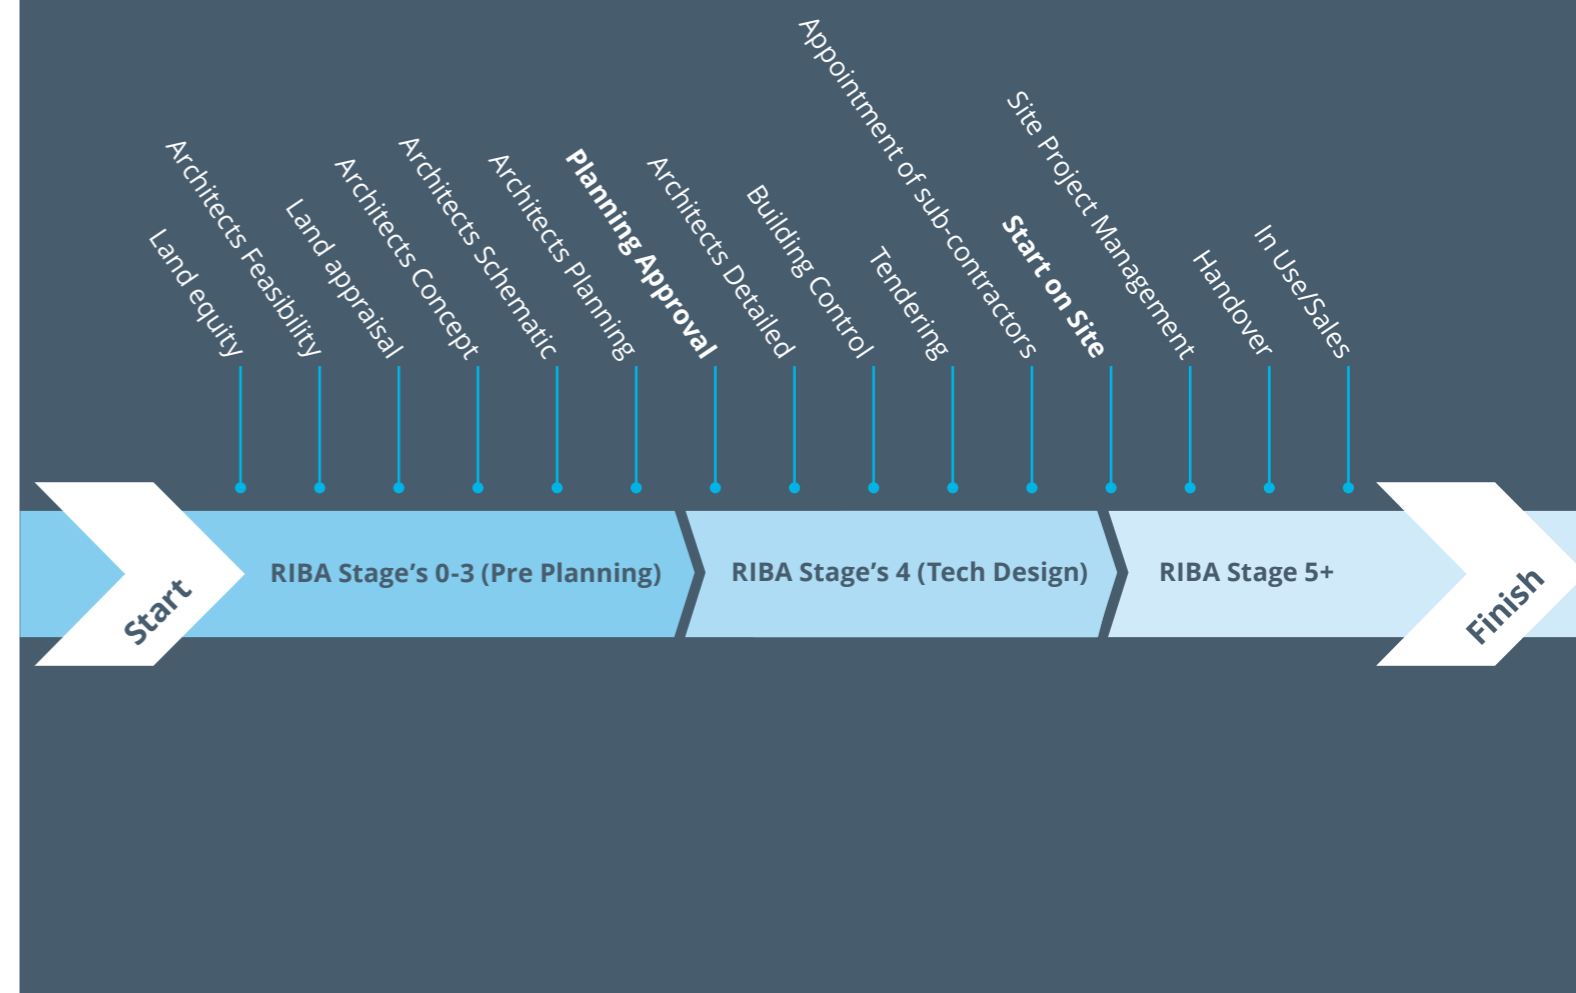 Land equity
Architects Feasibility
Land appraisal
Architects Concept
Architects Schematic
Architects Planning
Planning Approval
Architects Detailed
Building Control
Tendering
Appointment of sub-contractors
Start on Site
Site Project Management
Handover
In Use/Sales
Start
RIBA Stage’s 0-3 (Pre Planning)
RIBA Stage’s 4 (Tech Design)
RIBA Stage 5+
Finish